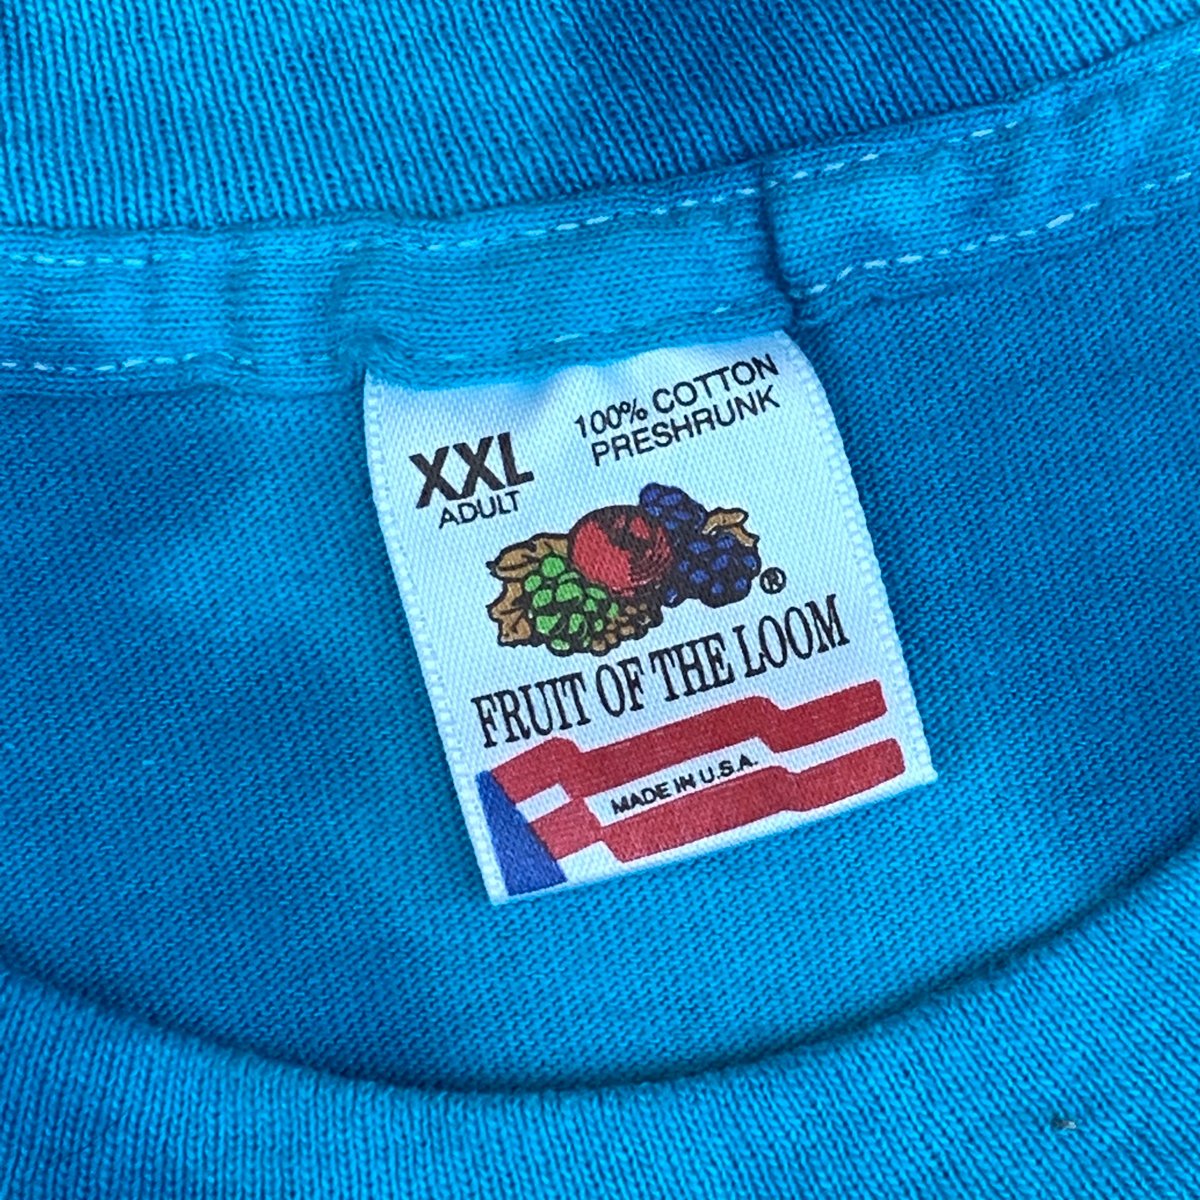 100% COTTON
PRESHRUNK
XXL
ADULT
®
FRUIT OF THE LOOM
MADE IN U.S.A.